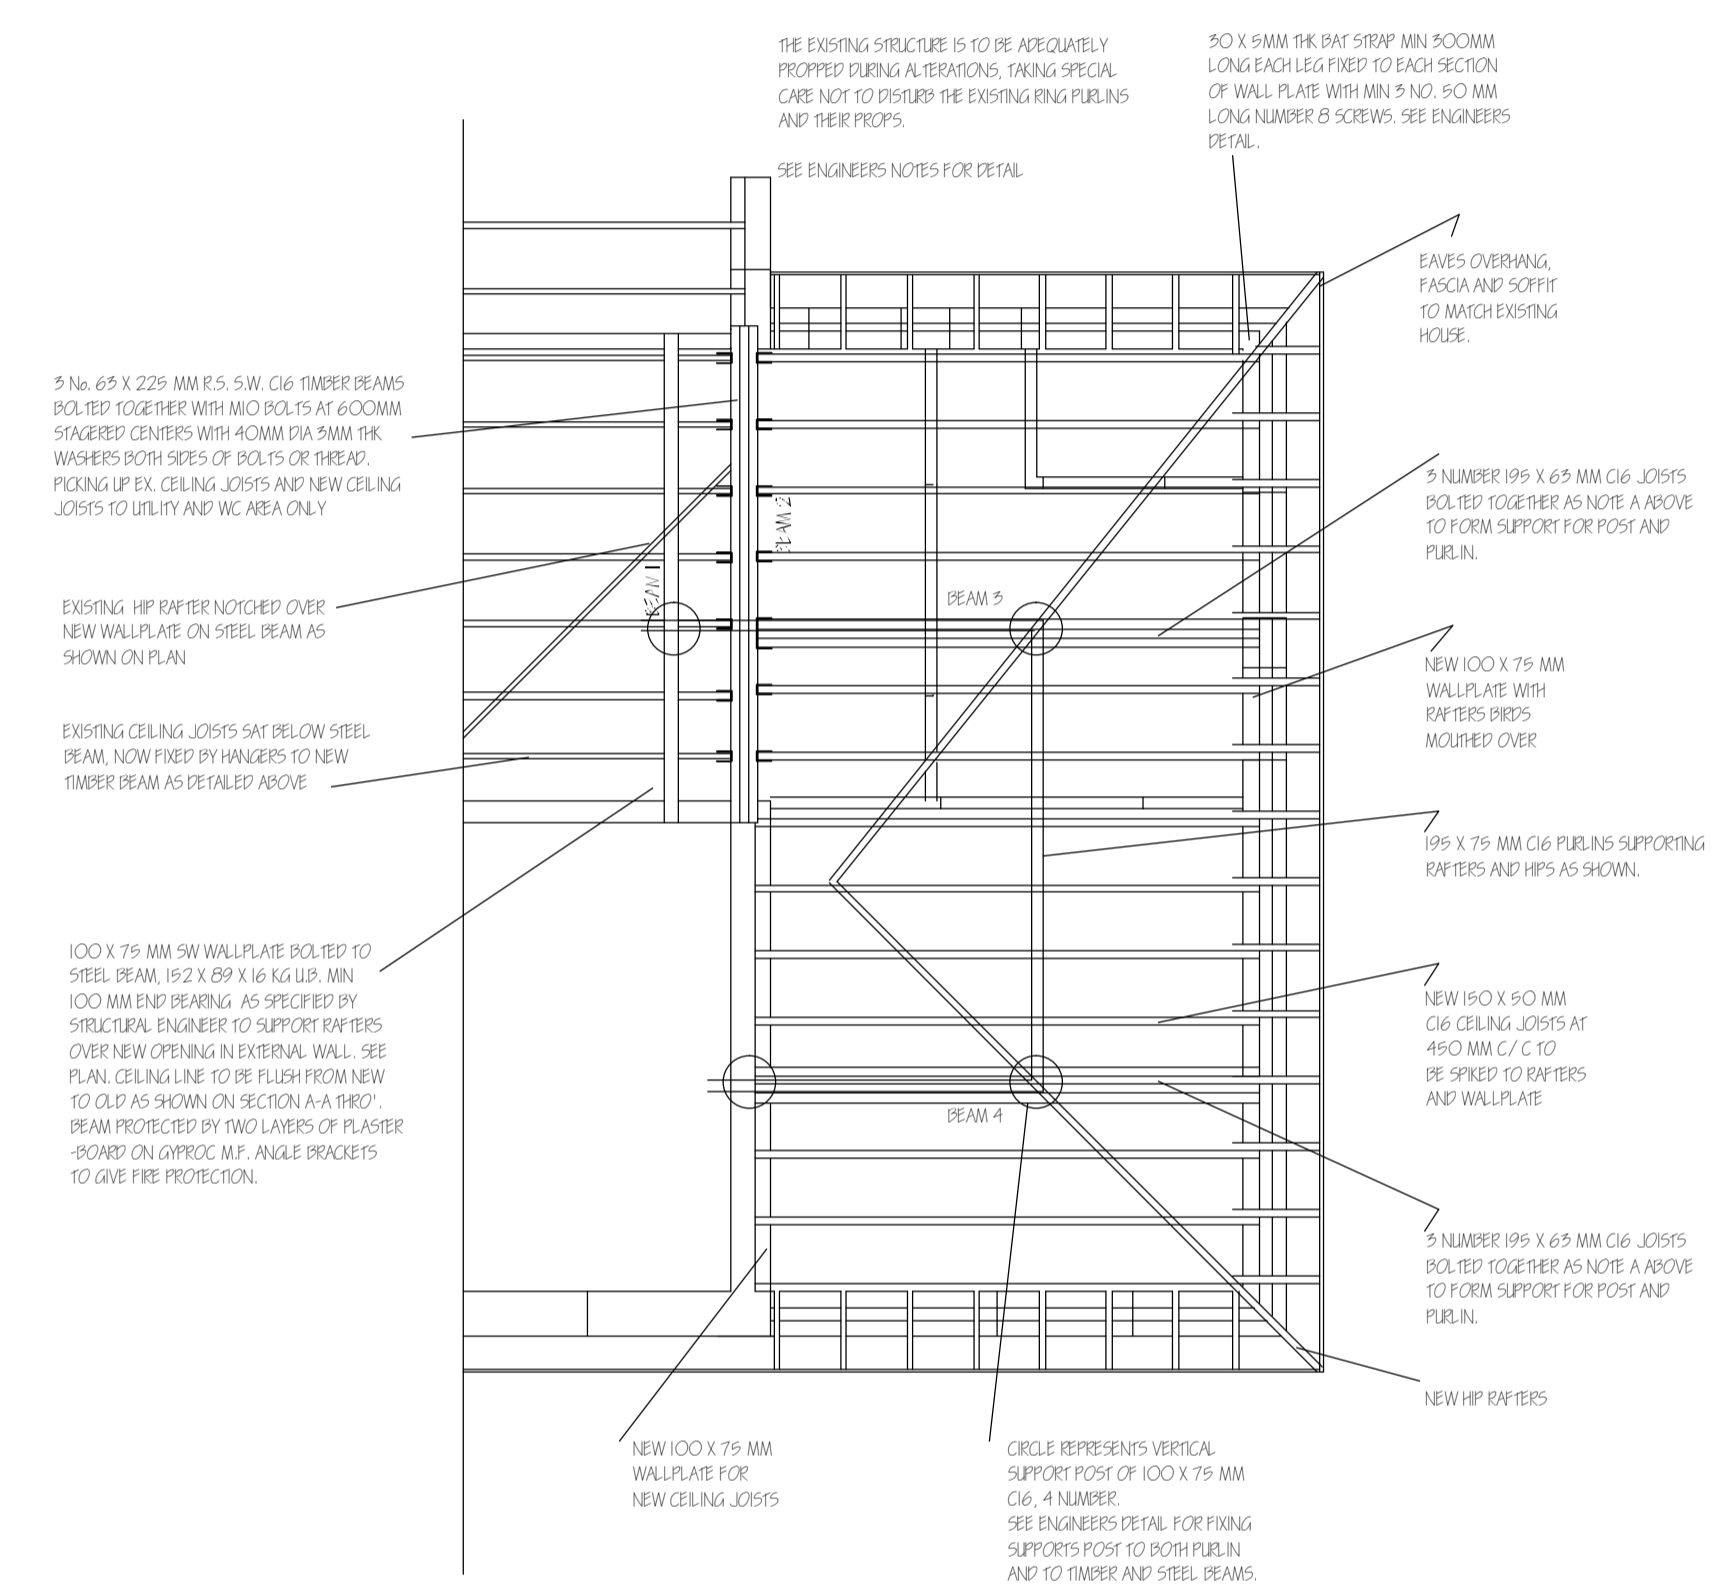 THE EXISTING STRUCTURE IS TO BE ADEQUATELY
PROPPED DURING ALTERATIONS, TAKING SPECIAL
CARE NOT TO DISTURB THE EXISTING RING PURLINS
AND THEIR PROPS.
SEE ENGINEERS NOTES FOR DETAIL
30 X 5MM THK BAT STRAP MIN 300MM
LONG EACH LEG FIXED TO EACH SECTION
OF WALL PLATE WITH MIN 3 NO. 50 MM
LONG NUMBER 8 SCREWS. SEE ENGINEERS
DETAIL.
EAVES OVERHANG,
FASCIA AND SOFFIT
TO MATCH EXISTING
HOUSE.
3 No. 63 X 225 MM R.S. S.W. C16 TIMBER BEAMS
BOLTED TOGETHER WITH M10 BOLTS AT 600MM
STAGERED CENTERS WITH 40MM DIA 3MM THK
WASHERS BOTH SIDES OF BOLTS OR THREAD.
PICKING UP EX. CEILING JOISTS AND NEW CEILING
JOISTS TO UTILITY AND WC AREA ONLY
3 NUMBER 195 X 63 MM C16 JOISTS
BOLTED TOGETHER AS NOTE A ABOVE
TO FORM SUPPORT FOR POST AND
PURLIN.
BEAM 2
BEAM 1
BEAM 3
EXISTING HIP RAFTER NOTCHED OVER
NEW WALLPLATE ON STEEL BEAM AS
SHOWN ON PLAN
NEW 100 X 75 MM
WALLPLATE WITH
RAFTERS BIRDS
MOUTHED OVER
EXISTING CEILING JOISTS SAT BELOW STEEL
BEAM, NOW FIXED BY HANGERS TO NEW
TIMBER BEAM AS DETAILED ABOVE
195 X 75 MM C16 PURLINS SUPPORTING
RAFTERS AND HIPS AS SHOWN.
100 X 75 MM SW WALLPLATE BOLTED TO
STEEL BEAM, 152 X 89 X 16 KG U.B. MIN
100 MM END BEARING AS SPECIFIED BY
STRUCTURAL ENGINEER TO SUPPORT RAFTERS
OVER NEW OPENING IN EXTERNAL WALL. SEE
PLAN. CEILING LINE TO BE FLUSH FROM NEW
TO OLD AS SHOWN ON SECTION A-A THRO'.
BEAM PROTECTED BY TWO LAYERS OF PLASTER
-BOARD ON GYPROC M.F. ANGLE BRACKETS
TO GIVE FIRE PROTECTION.
NEW 150 X 50 MM
C16 CEILING JOISTS AT
450 MM C/C TO
BE SPIKED TO RAFTERS
AND WALLPLATE
BEAM 4
3 NUMBER 195 X 63 MM C16 JOISTS
BOLTED TOGETHER AS NOTE A ABOVE
TO FORM SUPPORT FOR POST AND
PURLIN.
NEW HIP RAFTERS
NEW 100 X 75 MM
WALLPLATE FOR
NEW CEILING JOISTS
CIRCLE REPRESENTS VERTICAL
SUPPORT POST OF 100 X 75 MM
C16, 4 NUMBER.
SEE ENGINEERS DETAIL FOR FIXING
SUPPORTS POST TO BOTH PURLIN
AND TO TIMBER AND STEEL BEAMS.